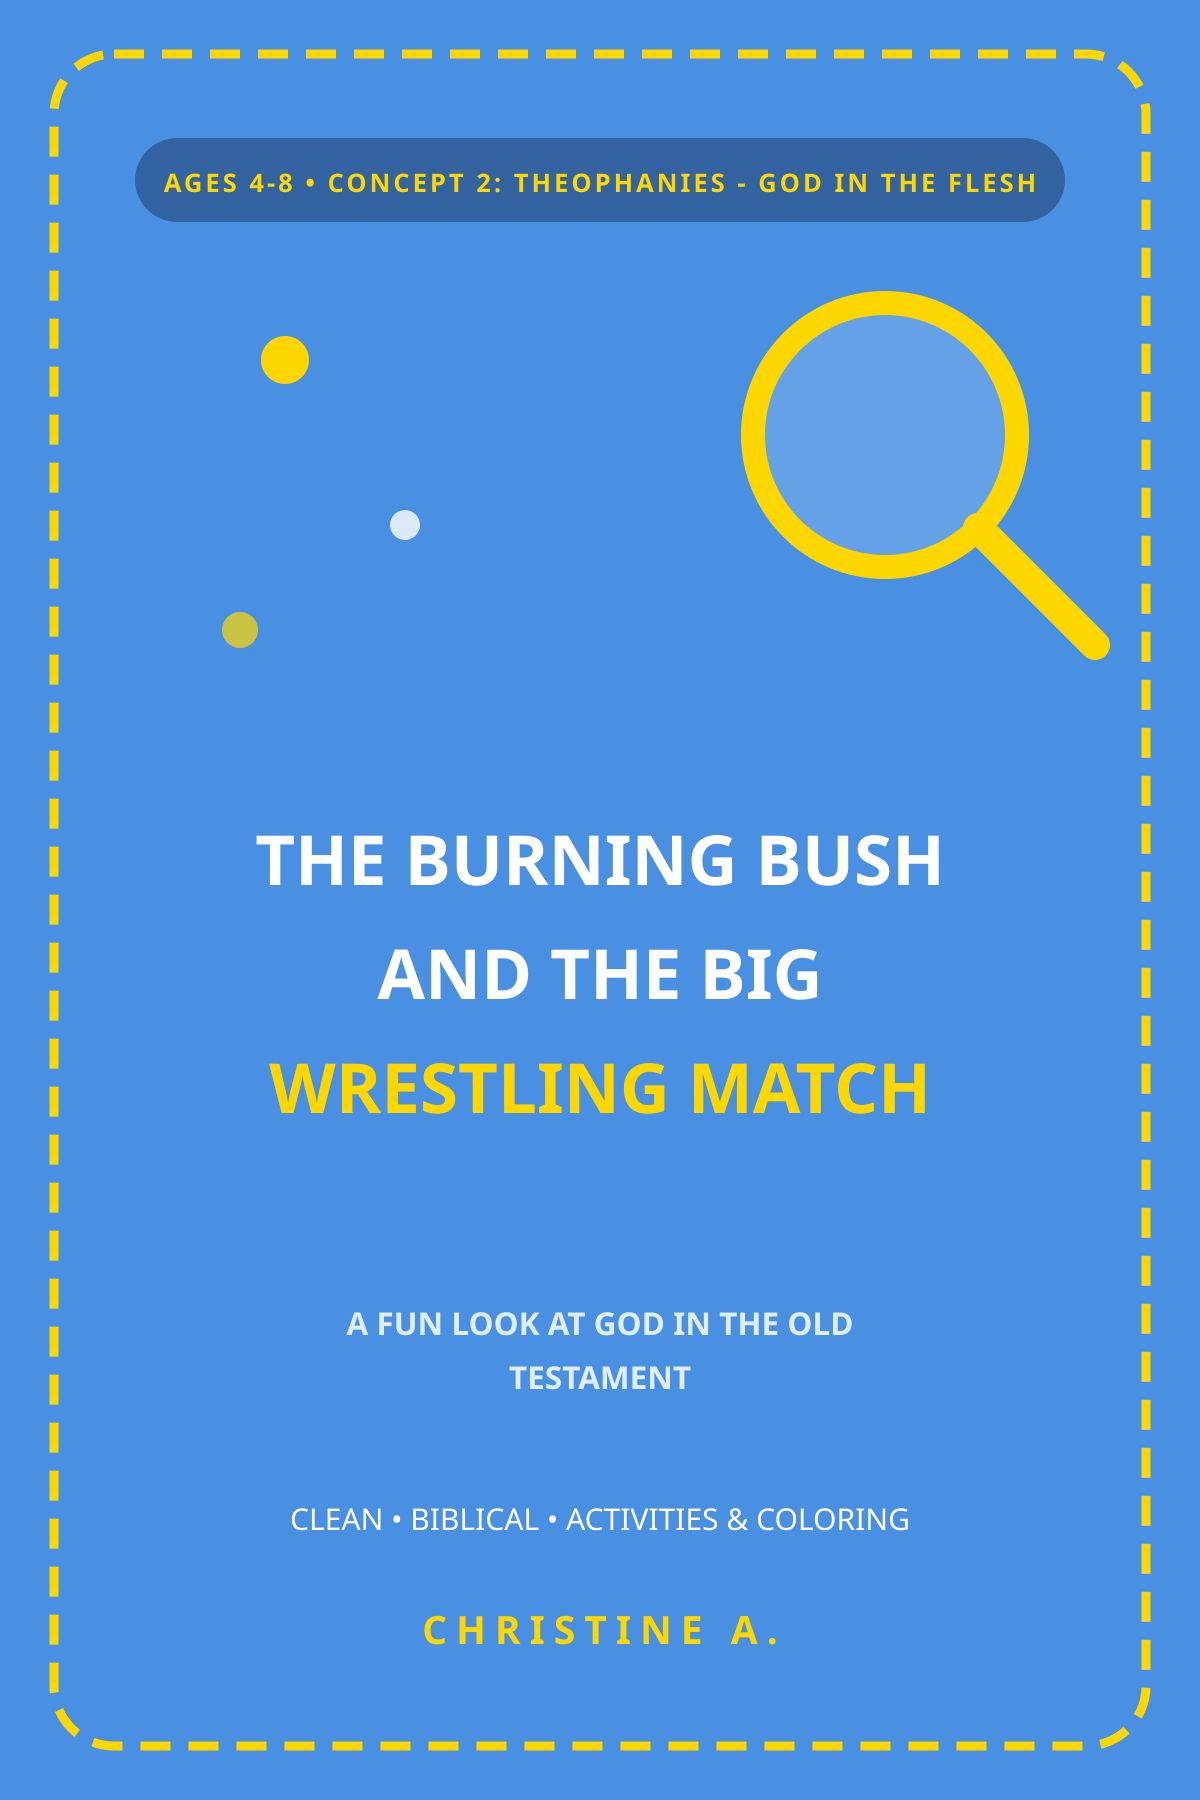 AGES 4-8 • CONCEPT 2: THEOPHANIES - GOD IN THE FLESH
THE BURNING BUSH
AND THE BIG
WRESTLING MATCH
A FUN LOOK AT GOD IN THE OLD
TESTAMENT
CLEAN • BIBLICAL • ACTIVITIES & COLORING
CHRISTINE A.